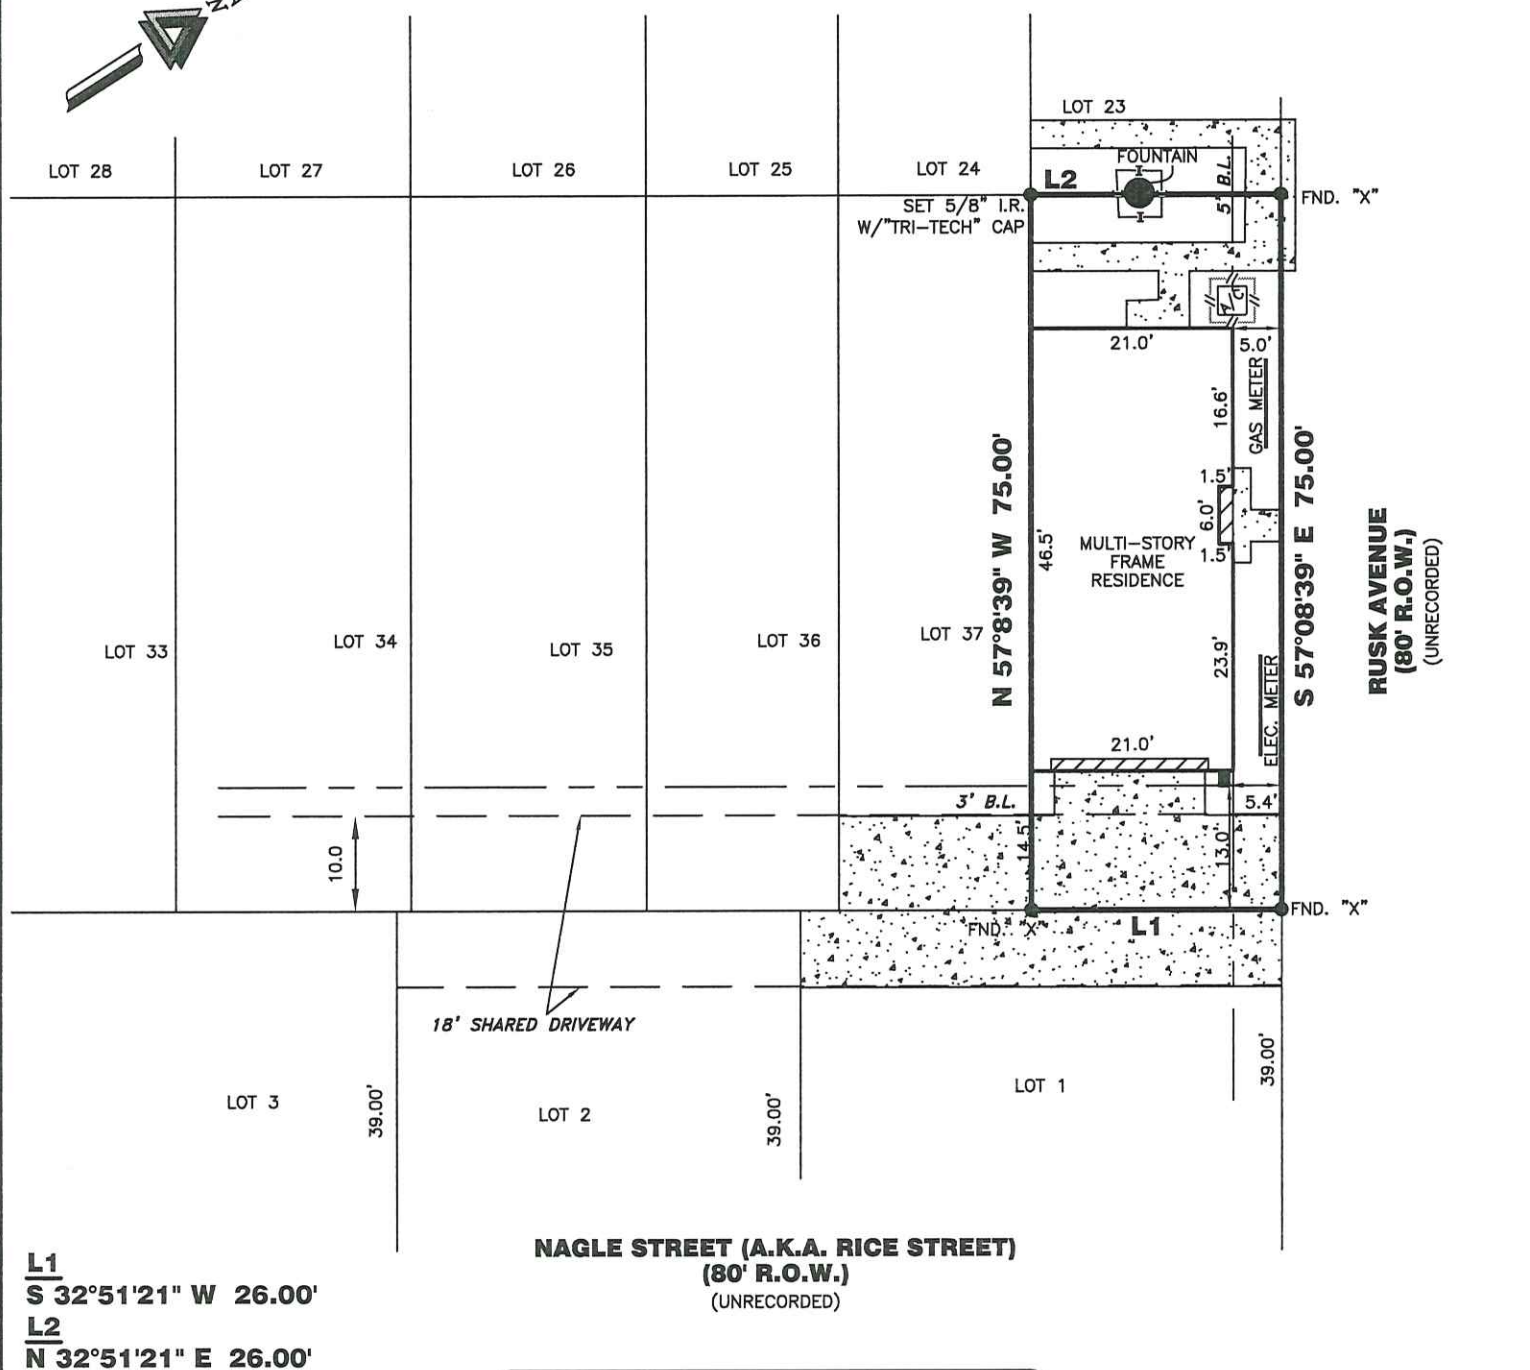 LOT 23
FOUNTAIN
LOT 28
LOT 27
LOT 26
LOT 25
LOT 24
L2
5' B.L.
FND. "X"
SET 5/8" I.R.
W/"TRI-TECH" CAP
A/C
21.0'
5.0'
16.6'
GAS METER
N 57°8'39" W 75.00'
S 57°08'39" E 75.00'
1.5'
6.0'
1.5'
46.5'
MULTI-STORY
FRAME
RESIDENCE
RUSK AVENUE
(80' R.O.W.)
(UNRECORDED)
LOT 33
LOT 34
LOT 35
LOT 36
LOT 37
23.9'
ELEC. METER
21.0'
3' B.L.
5.4'
10.0
14.5'
13.0'
FND. "X"
L1
FND. "X"
18' SHARED DRIVEWAY
LOT 3
39.00'
LOT 2
39.00'
LOT 1
39.00'
NAGLE STREET (A.K.A. RICE STREET)
(80' R.O.W.)
(UNRECORDED)
L1
S 32°51'21" W 26.00'
L2
N 32°51'21" E 26.00'